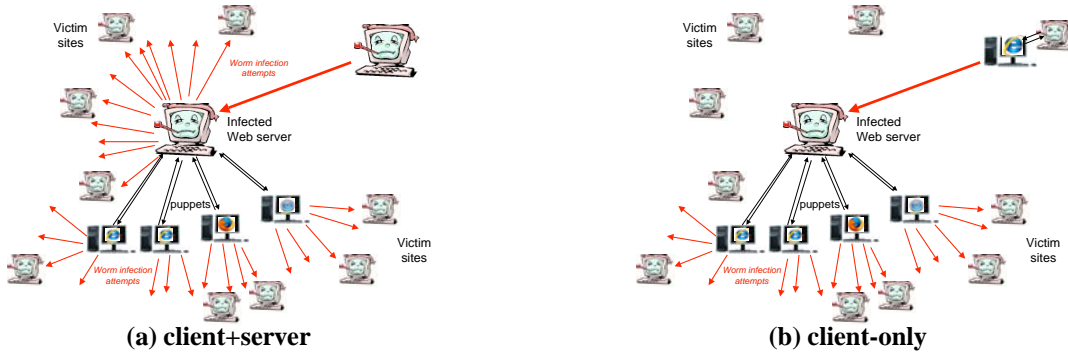 Victim
sites
Worm infection
attempts
Infected
Web server
puppets
Victim
sites
Worm infection
attempts
(a) client+server
Victim
sites
Infected
Web server
puppets
Victim
sites
Worm infection
attempts
(b) client-only